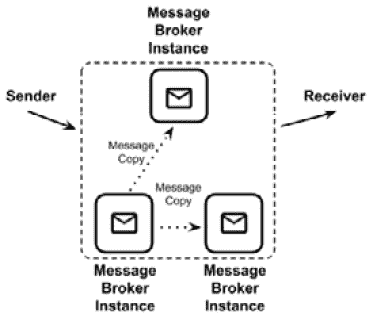 Message
Broker
Instance
Sender
Receiver
Message
Copy
Message
Copy
Message
Broker
Instance
Message
Broker
Instance